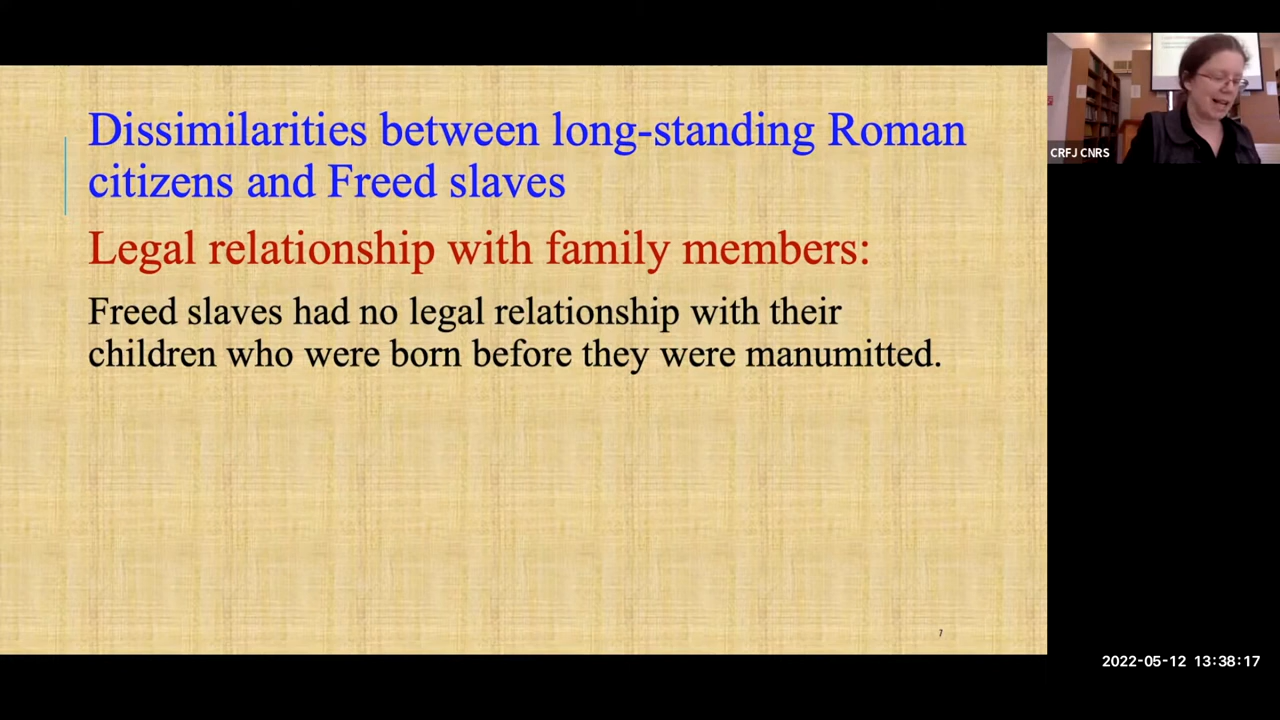 Dissimilarities between long-standing Roman
citizens and Freed slaves
Legal relationship with family members:
Freed slaves had no legal relationship with their
children who were born before they were manumitted.
7
CRFJ CNRS
2022-05-12 13:38:17